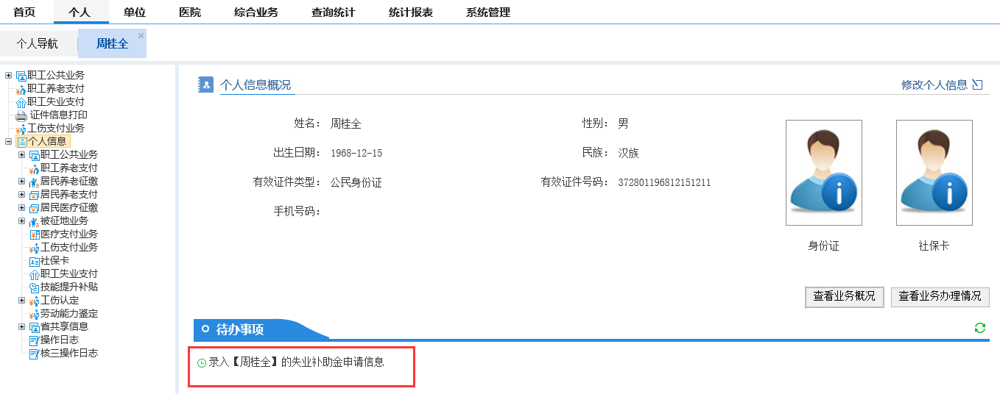 首页 个人 单位 医院 综合业务 查询统计 统计报表 系统管理
个人导航 周桂全
职工公共业务
职工养老支付
职工失业支付
证件信息打印
工伤支付业务
个人信息
职工公共业务
职工养老支付
居民养老征缴
居民养老支付
居民医疗征缴
被征地业务
医疗支付业务
工伤支付业务
社保卡
职工失业支付
技能提升补贴
工伤认定
劳动能力鉴定
省共享信息
操作日志
核三操作日志
个人信息概况 修改个人信息
姓名: 周桂全 性别: 男
出生日期: 1968-12-15 民族: 汉族
有效证件类型: 公民身份证 有效证件号码: 372801196812151211
手机号码:
身份证 社保卡
查看业务概况 查看业务办理情况
待办事项
录入【周桂全】的失业补助金申请信息